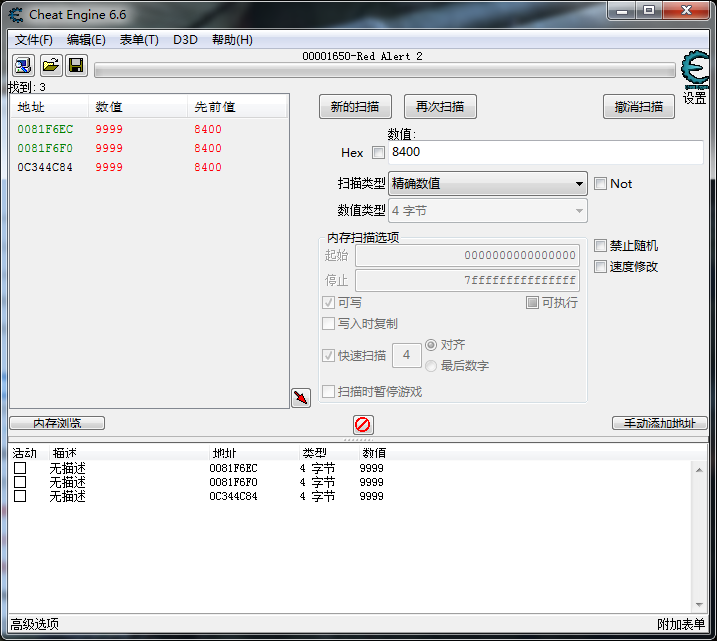 Cheat Engine 6.6
文件(F) 编辑(E) 表单(T) D3D 帮助(H)
00001650-Red Alert 2
设置
找到: 3
地址 数值 先前值
0081F6EC 9999 8400
0081F6F0 9999 8400
0C344C84 9999 8400
新的扫描 再次扫描 撤消扫描
数值:
Hex 8400
扫描类型 精确数值 Not
数值类型 4 字节
内存扫描选项
起始 0000000000000000
停止 7fffffffffffffff
可写 可执行
写入时复制
快速扫描 4 对齐
最后数字
扫描时暂停游戏
禁止随机
速度修改
内存浏览 手动添加地址
活动 描述 地址 类型 数值
无描述 0081F6EC 4 字节 9999
无描述 0081F6F0 4 字节 9999
无描述 0C344C84 4 字节 9999
高级选项 附加表单